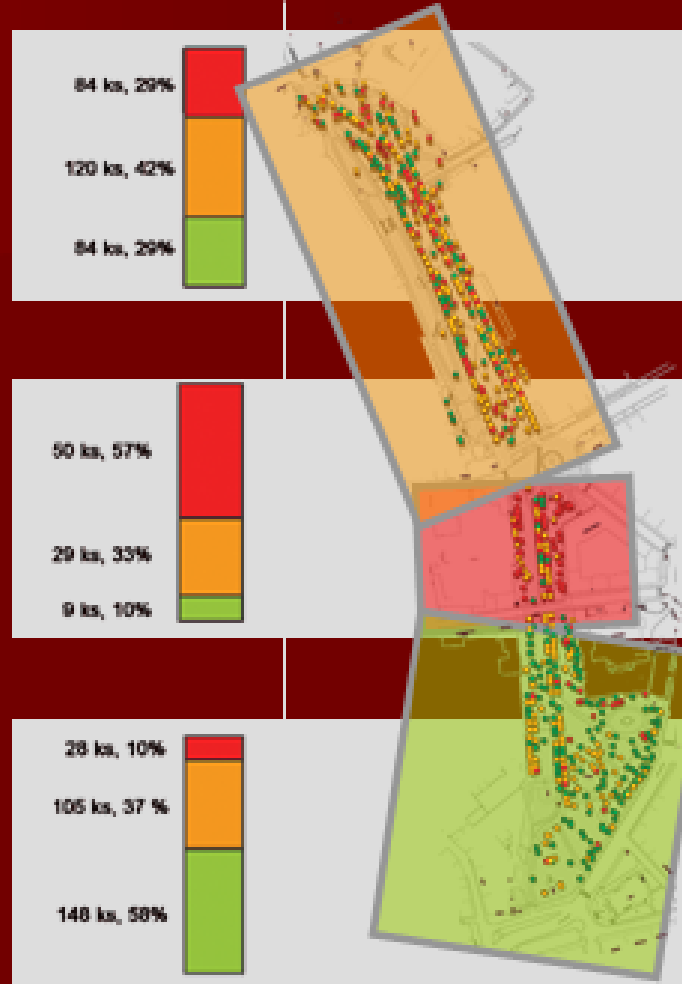 84 ks, 29%
120 ks, 42%
84 ks, 29%
50 ks, 57%
29 ks, 33%
9 ks, 10%
28 ks, 10%
105 ks, 37 %
148 ks, 58%